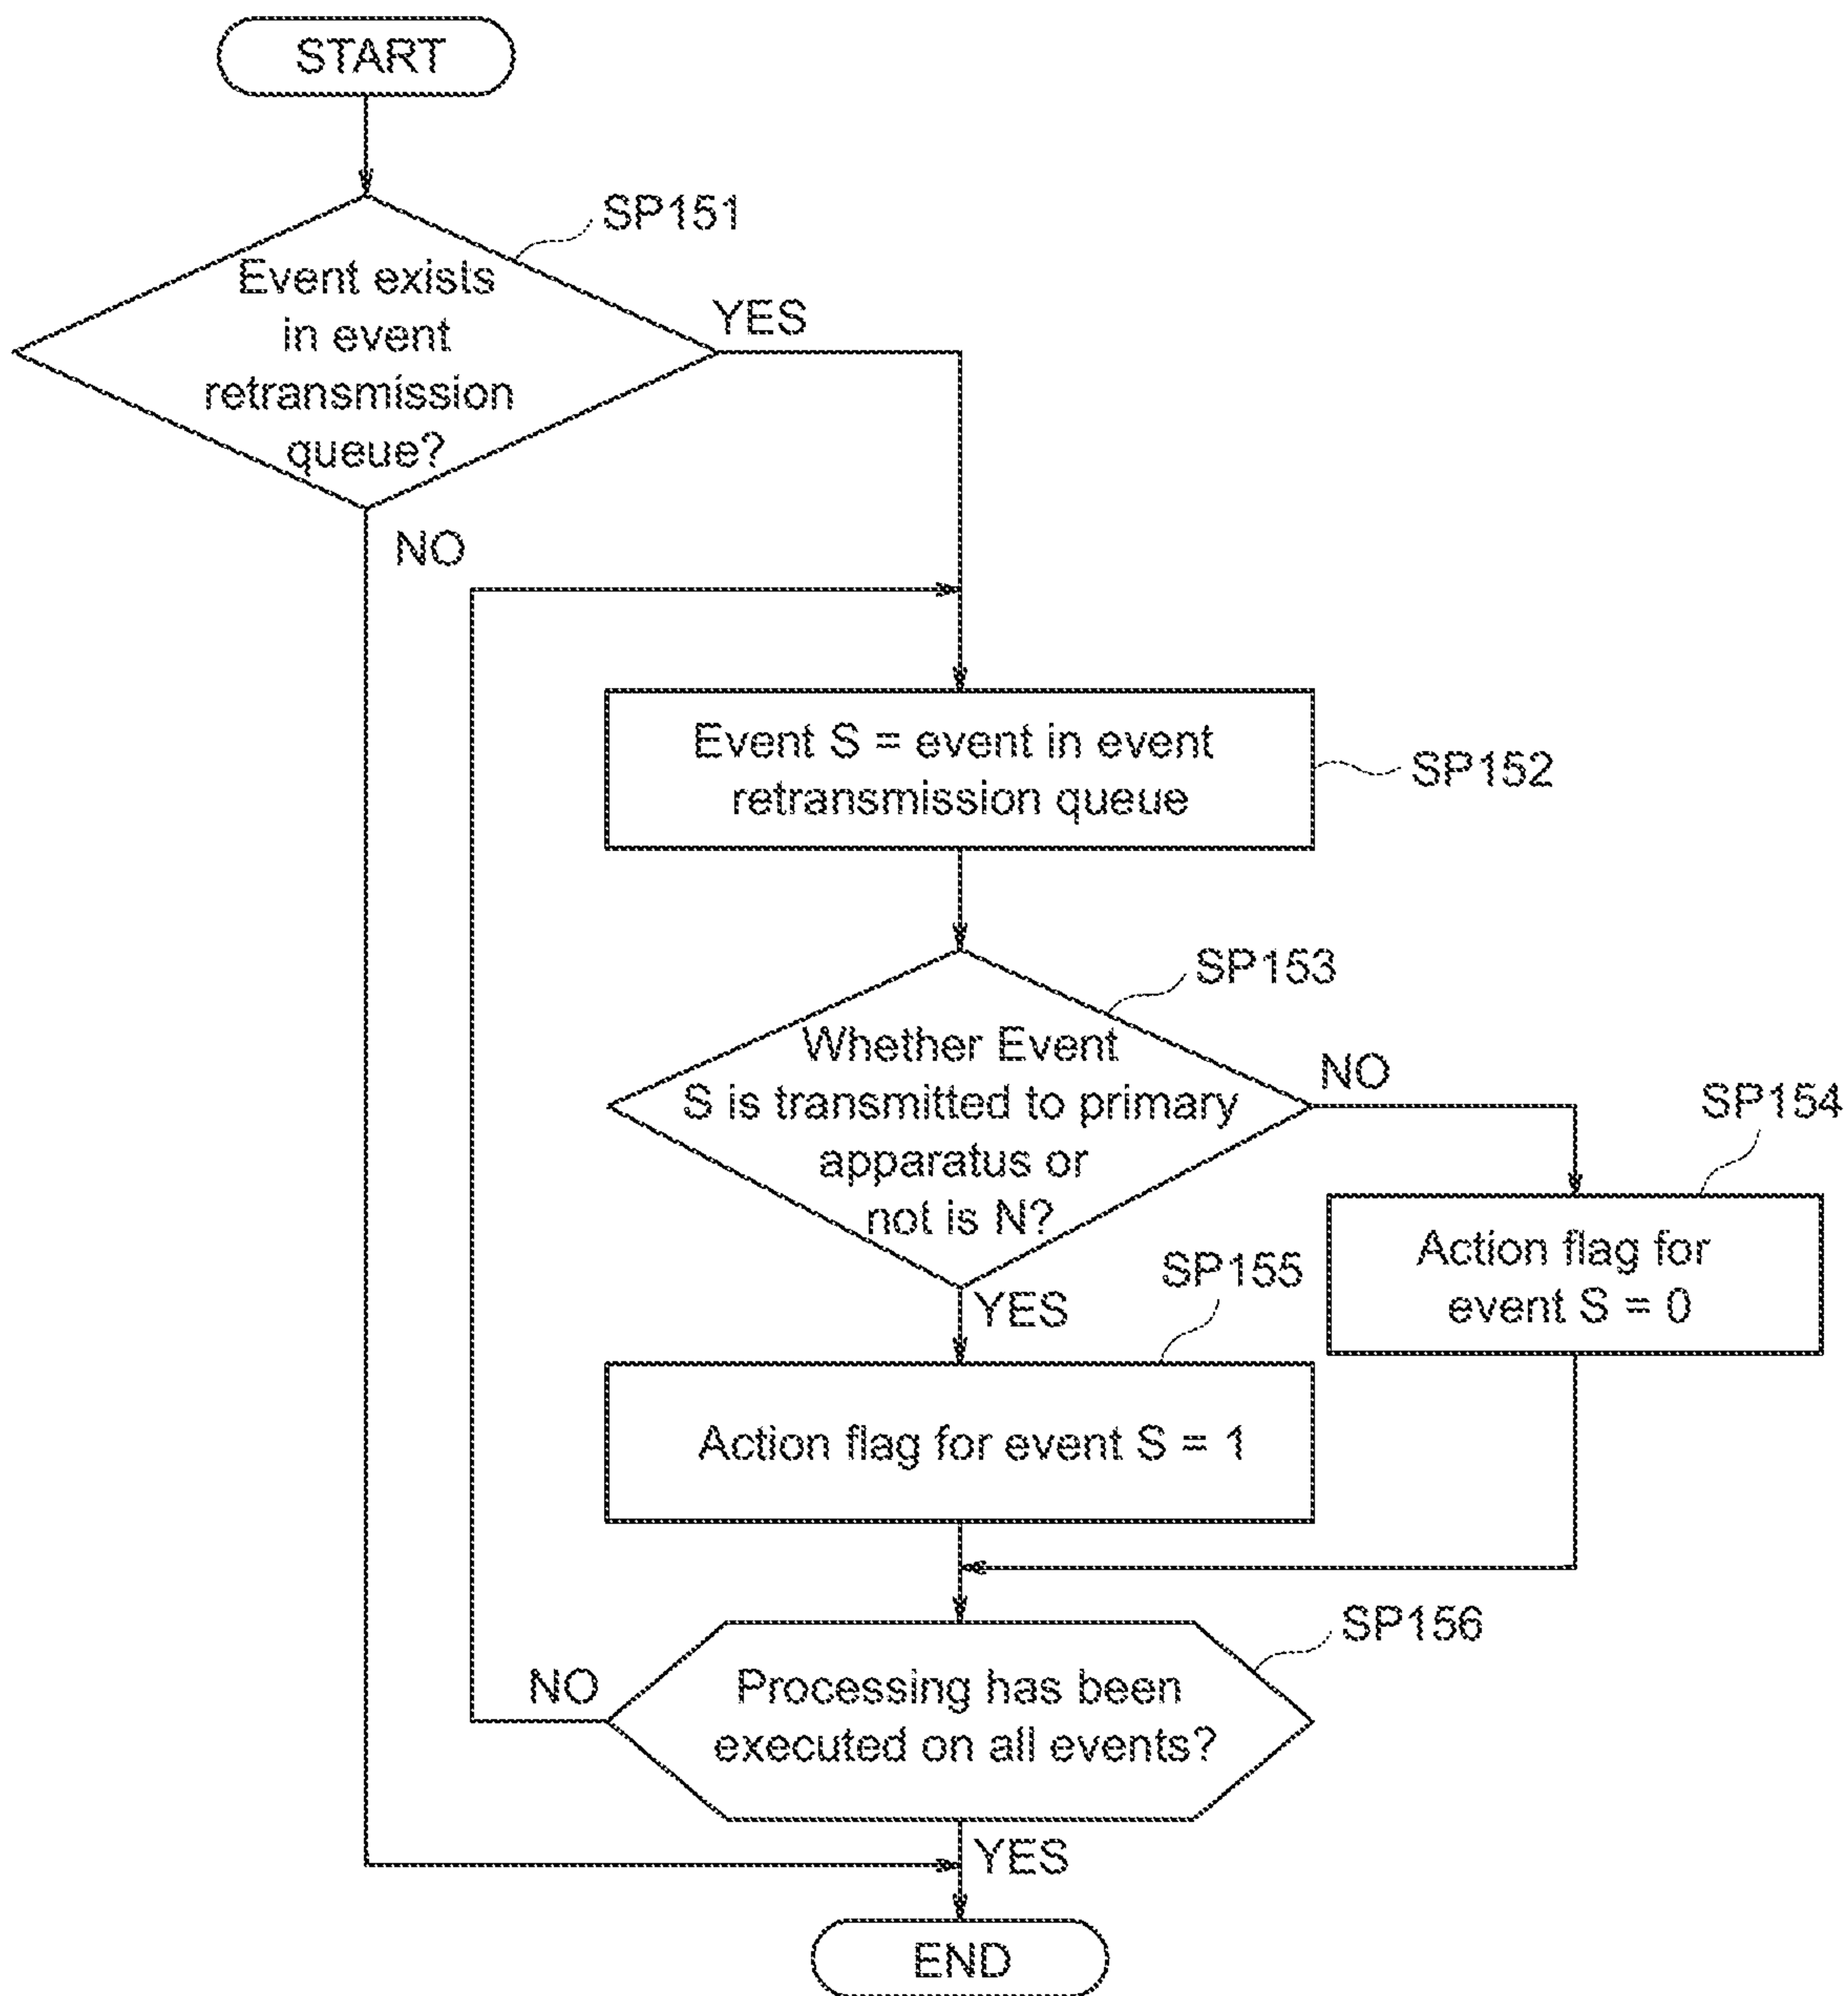 START
SP151
Event exists
in event
retransmission
queue?
YES
NO
Event S = event in event
retransmission queue
SP152
SP153
Whether Event
S is transmitted to primary
apparatus or
not is N?
NO
SP154
Action flag for
event S = 0
YES
SP155
Action flag for event S = 1
SP156
NO
Processing has been
executed on all events?
YES
END